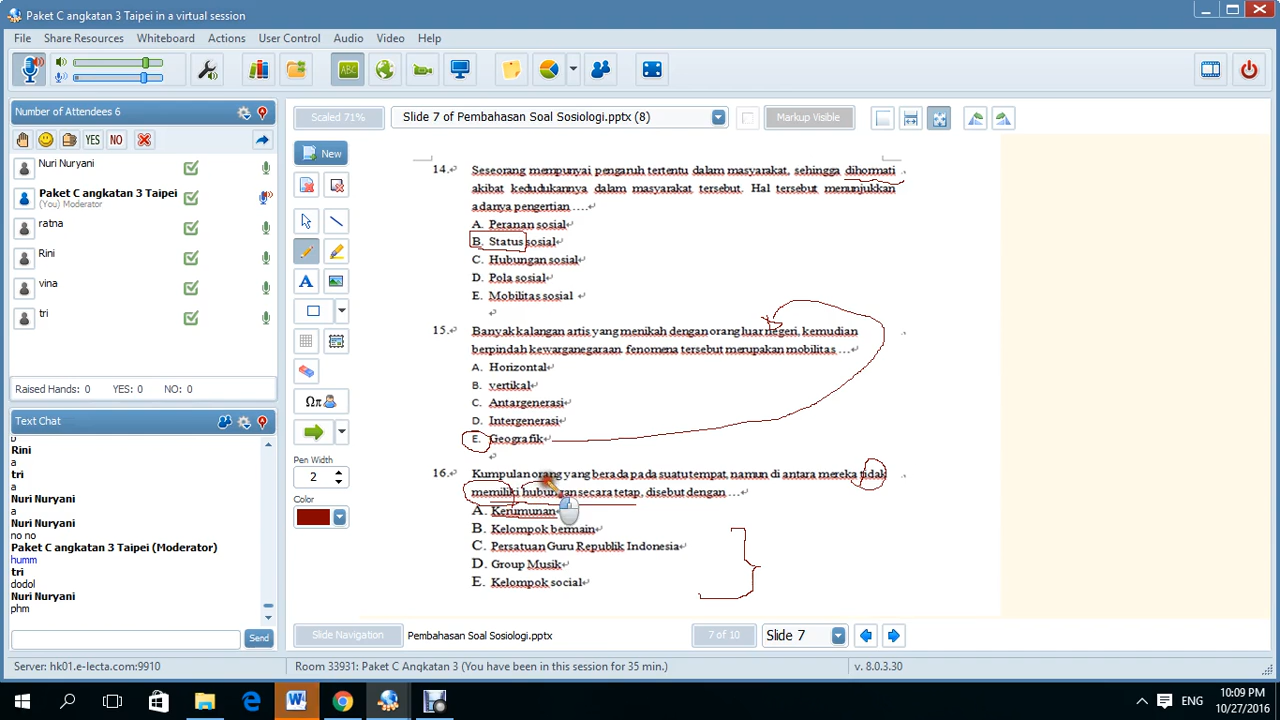 Paket C angkatan 3 Taipei in a virtual session
File Share Resources Whiteboard Actions User Control Audio Video Help
Number of Attendees 6
YES NO
Nuri Nuryani
Paket C angkatan 3 Taipei
(You) Moderator
ratna
Rini
vina
tri
Raised Hands: 0 YES: 0 NO: 0
Text Chat
Rini
a
tri
a
Nuri Nuryani
a
Nuri Nuryani
no no
Paket C angkatan 3 Taipei (Moderator)
humm
tri
dodol
Nuri Nuryani
phm
Send
Scaled 71%
Slide 7 of Pembahasan Soal Sosiologi.pptx (8)
Markup Visible
New
ABC
A
Ωπ
Pen Width
2
Color
14. Seseorang mempunyai pengaruh tertentu dalam masyarakat, sehingga dihormati
akibat kedudukannya dalam masyarakat tersebut. Hal tersebut menunjukkan
adanya pengertian ….
A. Peranan sosial
B. Status sosial
C. Hubungan sosial
D. Pola sosial
E. Mobilitas sosial
15. Banyak kalangan artis yang menikah dengan orang luar negeri, kemudian
berpindah kewarganegaraan. fenomena tersebut merupakan mobilitas …
A. Horizontal
B. vertikal
C. Antargenerasi
D. Intergenerasi
E. Geografik
16. Kumpulan orang yang berada pada suatu tempat, namun di antara mereka tidak
memiliki hubungan secara tetap, disebut dengan …
A. Kerumunan
B. Kelompok bermain
C. Persatuan Guru Republik Indonesia
D. Group Musik
E. Kelompok social
Slide Navigation
Pembahasan Soal Sosiologi.pptx
7 of 10
Slide 7
Server: hk01.e-lecta.com:9910
Room 33931: Paket C Angkatan 3 (You have been in this session for 35 min.)
v. 8.0.3.30
ENG
10:09 PM
10/27/2016